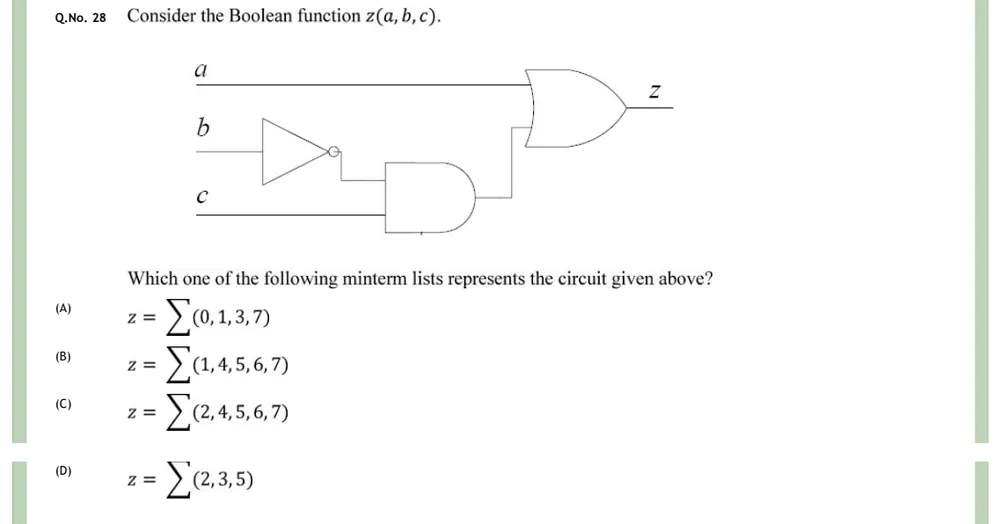 Q.No. 28 Consider the Boolean function z(a, b, c).
a
z
b
c
Which one of the following minterm lists represents the circuit given above?
(A) z = ∑(0, 1, 3, 7)
(B) z = ∑(1, 4, 5, 6, 7)
(C) z = ∑(2, 4, 5, 6, 7)
(D) z = ∑(2, 3, 5)